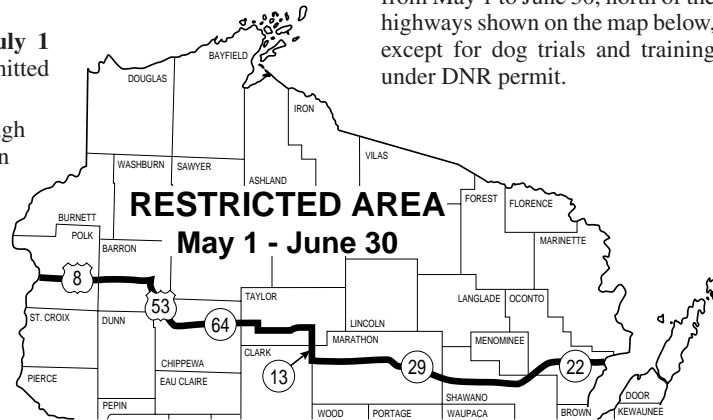 uly 1
mitted
gh
n
from May 1 to June 30, north of the
highways shown on the map below,
except for dog trials and training
under DNR permit.
BAYFIELD
DOUGLAS
IRON
VILAS
WASHBURN
SAWYER
ASHLAND
RESTRICTED AREA
May 1 - June 30
FOREST
FLORENCE
MARINETTE
BURNETT
POLK
BARRON
8
53
64
TAYLOR
LINCOLN
LANGLADE
OCONTO
ST. CROIX
DUNN
CHIPPEWA
CLARK
MARATHON
MENOMINEE
13
29
22
PIERCE
EAU CLAIRE
SHAWANO
DOOR
PEPIN
WOOD
PORTAGE
WAUPACA
BROWN
KEWAUNEE